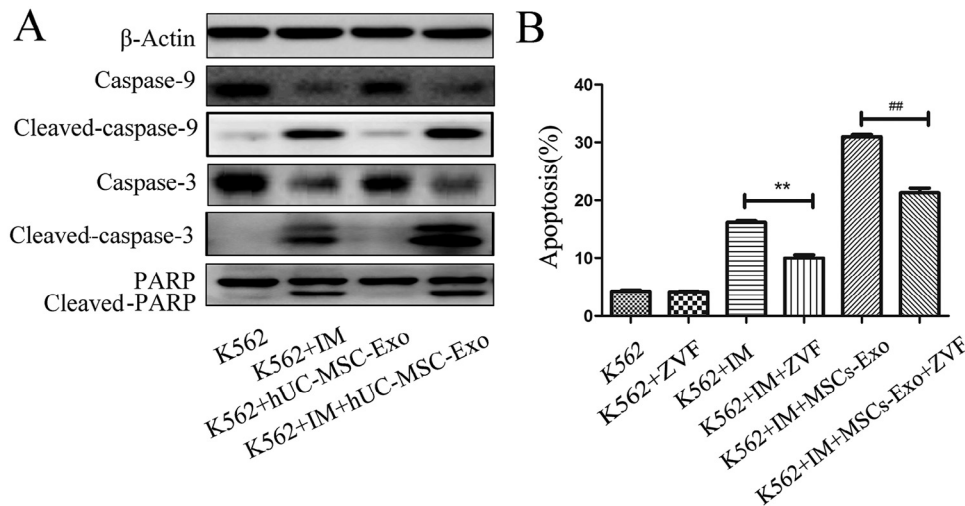 A
β-Actin
Caspase-9
Cleaved-caspase-9
Caspase-3
Cleaved-caspase-3
PARP
Cleaved-PARP
K562
K562+IM
K562+hUC-MSC-Exo
K562+IM+hUC-MSC-Exo
B
Apoptosis(%)
40
30
20
10
0
**
##
K562
K562+ZVF
K562+IM
K562+IM+ZVF
K562+IM+MSCs-Exo
K562+IM+MSCs-Exo+ZVF